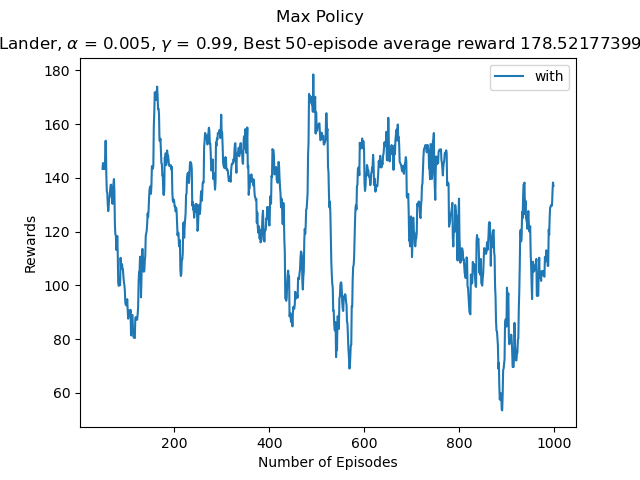 Max Policy
Lander, α = 0.005, γ = 0.99, Best 50-episode average reward 178.52177399
with
180
160
140
120
100
80
60
Rewards
200
400
600
800
1000
Number of Episodes